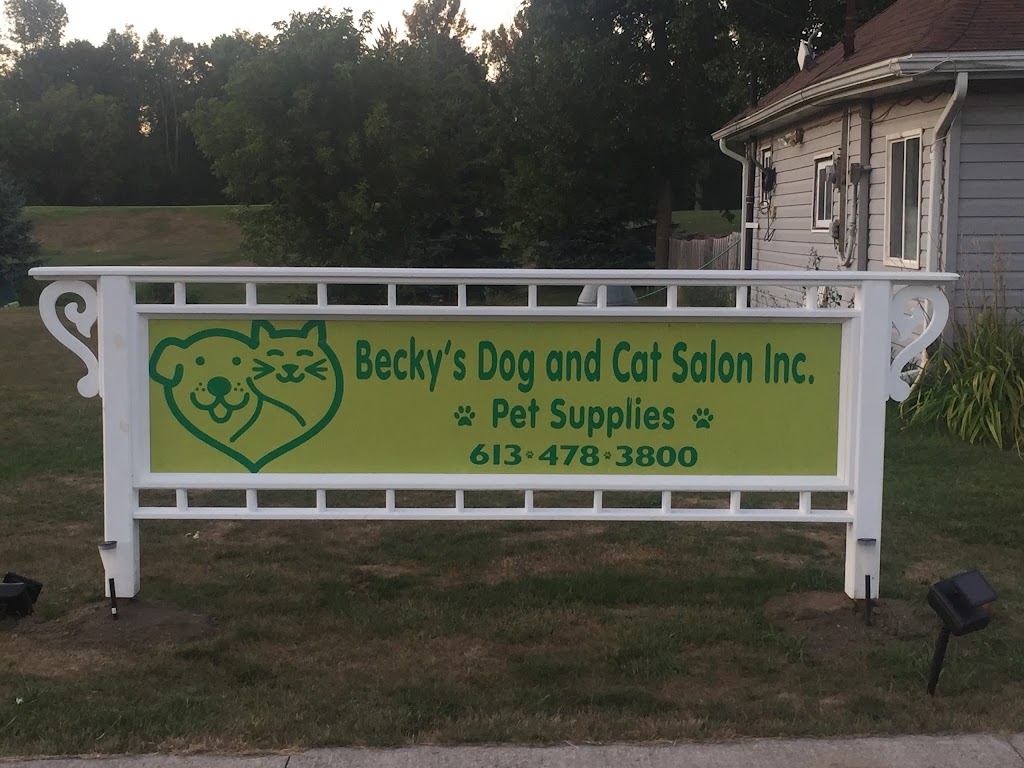 Becky's Dog and Cat Salon Inc.
Pet Supplies
613·478·3800